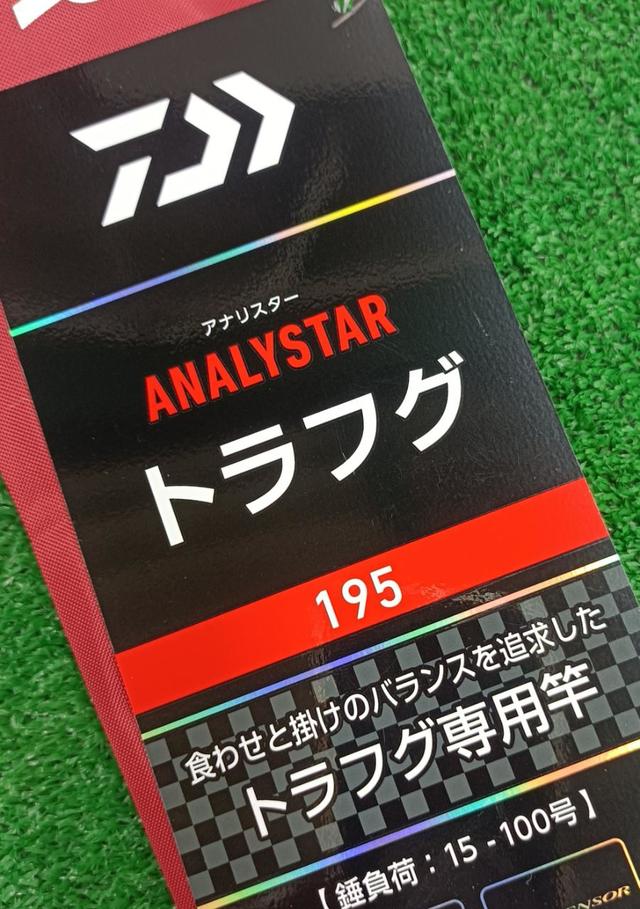 アナリスター
ANALYSTAR
トラフグ
195
食わせと掛けのバランスを追求した
トラフグ専用竿
【錘負荷：15 -100号】